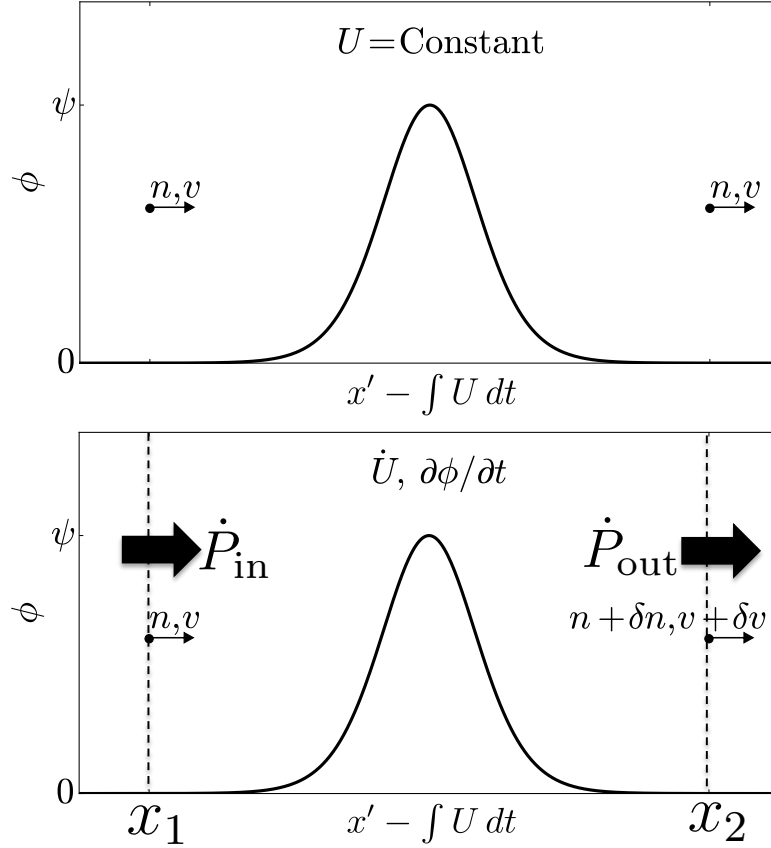 U=Constant
ψ
n,v n,v
ϕ
0
x′ − ∫ U dt
U̇, ∂ϕ/∂t
ψ
Ṗin Ṗout
n,v n+δn,v+δv
ϕ
0
x1 x′ − ∫ U dt x2